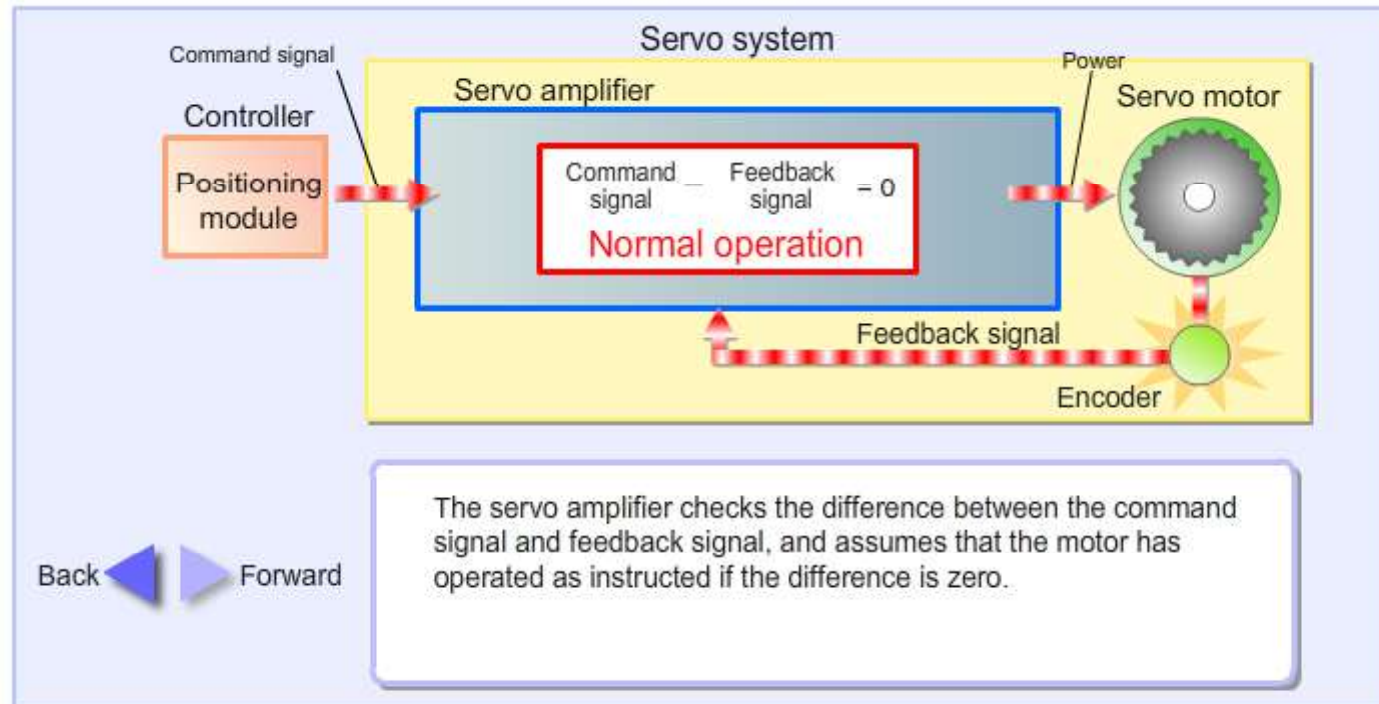 Servo system
Command signal
Power
Servo amplifier
Servo motor
Controller
Positioning
module
Command
signal
–
Feedback
signal
= 0
Normal operation
Feedback signal
Encoder
The servo amplifier checks the difference between the command
signal and feedback signal, and assumes that the motor has
operated as instructed if the difference is zero.
Back
Forward